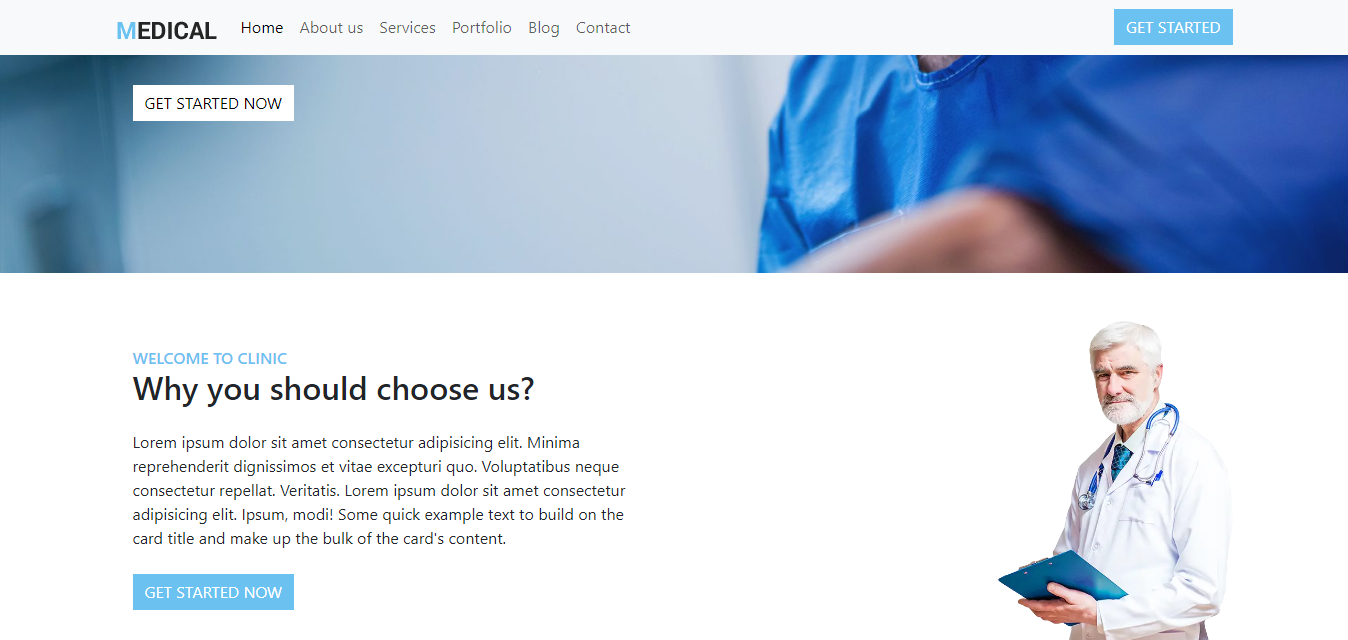 MEDICAL Home About us Services Portfolio Blog Contact GET STARTED
GET STARTED NOW
WELCOME TO CLINIC
Why you should choose us?
Lorem ipsum dolor sit amet consectetur adipisicing elit. Minima
reprehenderit dignissimos et vitae excepturi quo. Voluptatibus neque
consectetur repellat. Veritatis. Lorem ipsum dolor sit amet consectetur
adipisicing elit. Ipsum, modi! Some quick example text to build on the
card title and make up the bulk of the card's content.
GET STARTED NOW